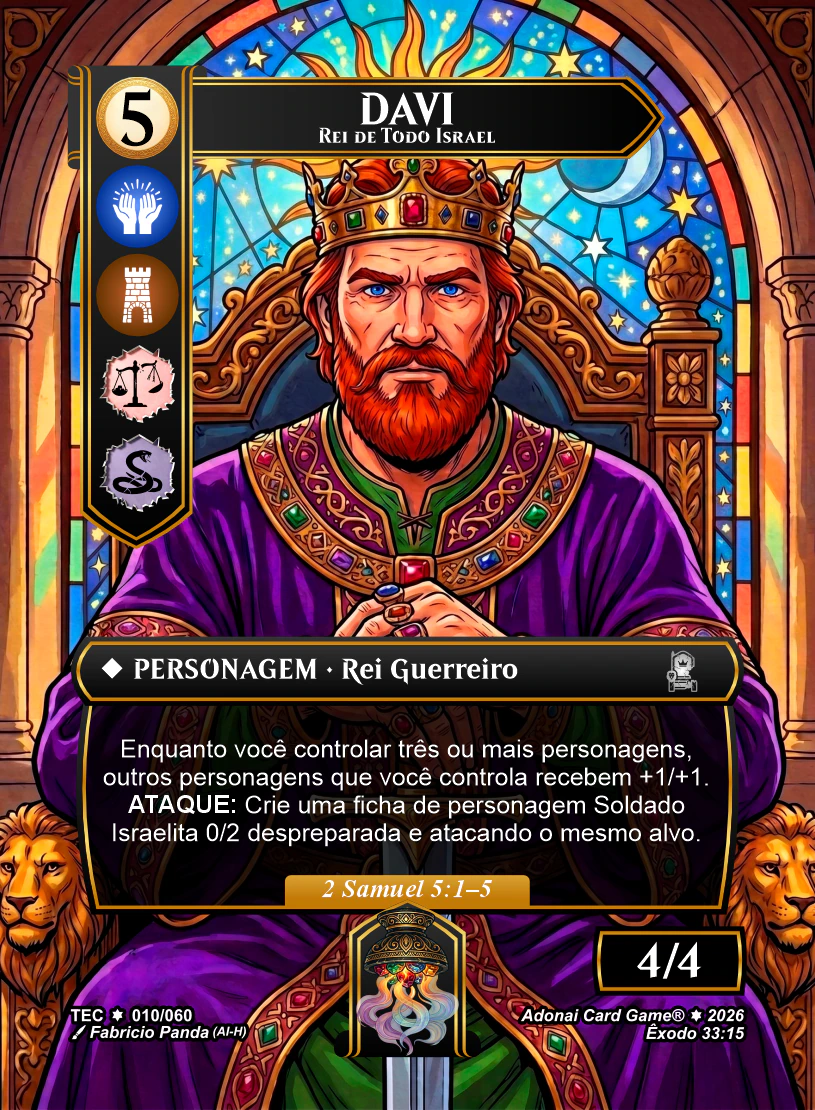 5
DAVI
Rei de Todo Israel
PERSONAGEM · Rei Guerreiro
Enquanto você controlar três ou mais personagens,
outros personagens que você controla recebem +1/+1.
ATAQUE: Crie uma ficha de personagem Soldado
Israelita 0/2 despreparada e atacando o mesmo alvo.
2 Samuel 5:1–5
4/4
TEC ✶ 010/060
Fabricio Panda (AI-H)
Adonai Card Game® ✶ 2026
Êxodo 33:15